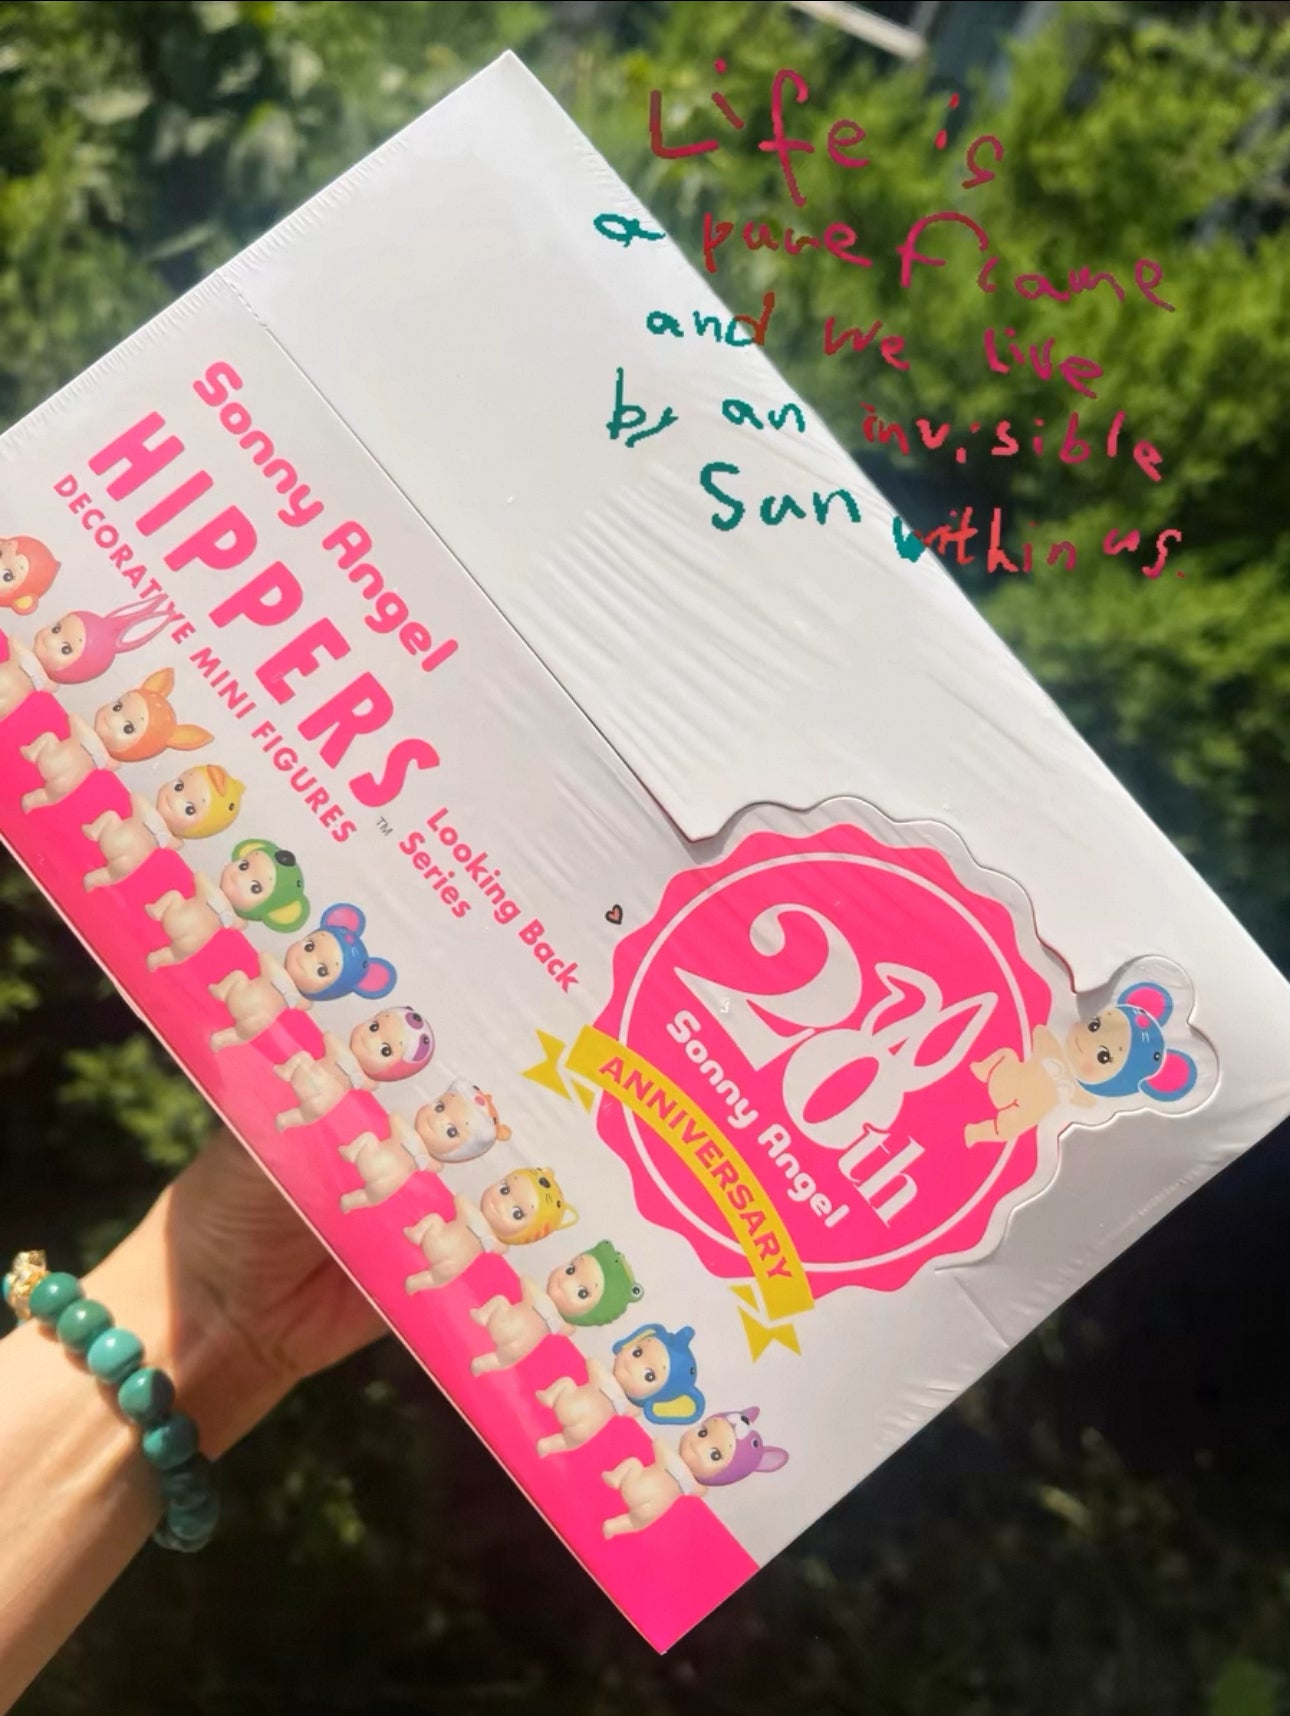 Life is
a pure flame
and we live
by an invisible
Sun within us.
Sonny Angel
HIPPERS
DECORATIVE MINI FIGURES
TM
Looking Back
Series
20th
Sonny Angel
ANNIVERSARY